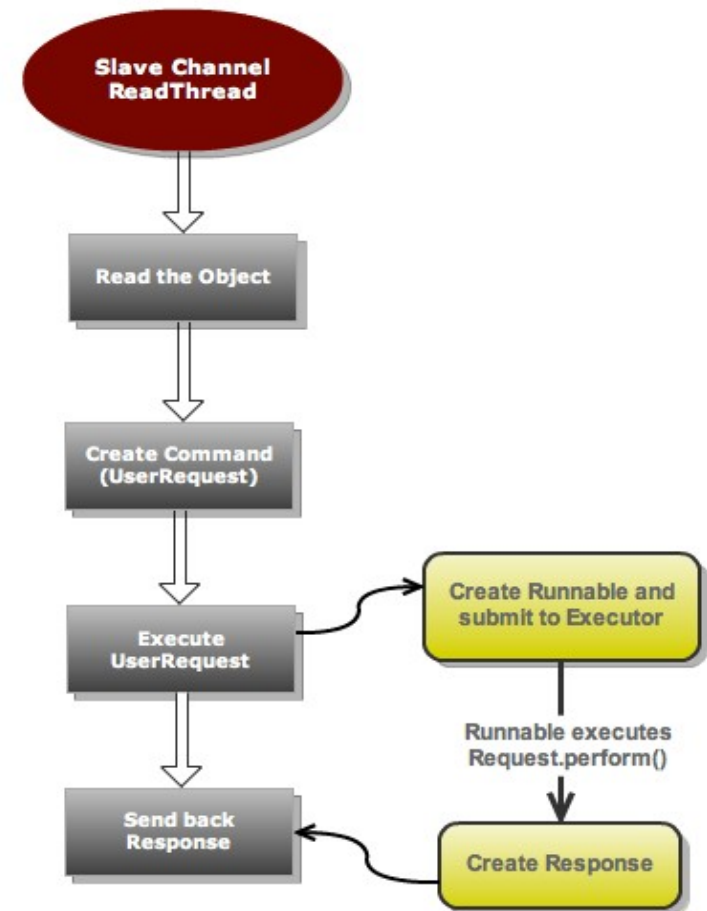 Slave Channel
ReadThread
Read the Object
Create Command
(UserRequest)
Execute
UserRequest
Create Runnable and
submit to Executor
Runnable executes
Request.perform()
Create Response
Send back
Response